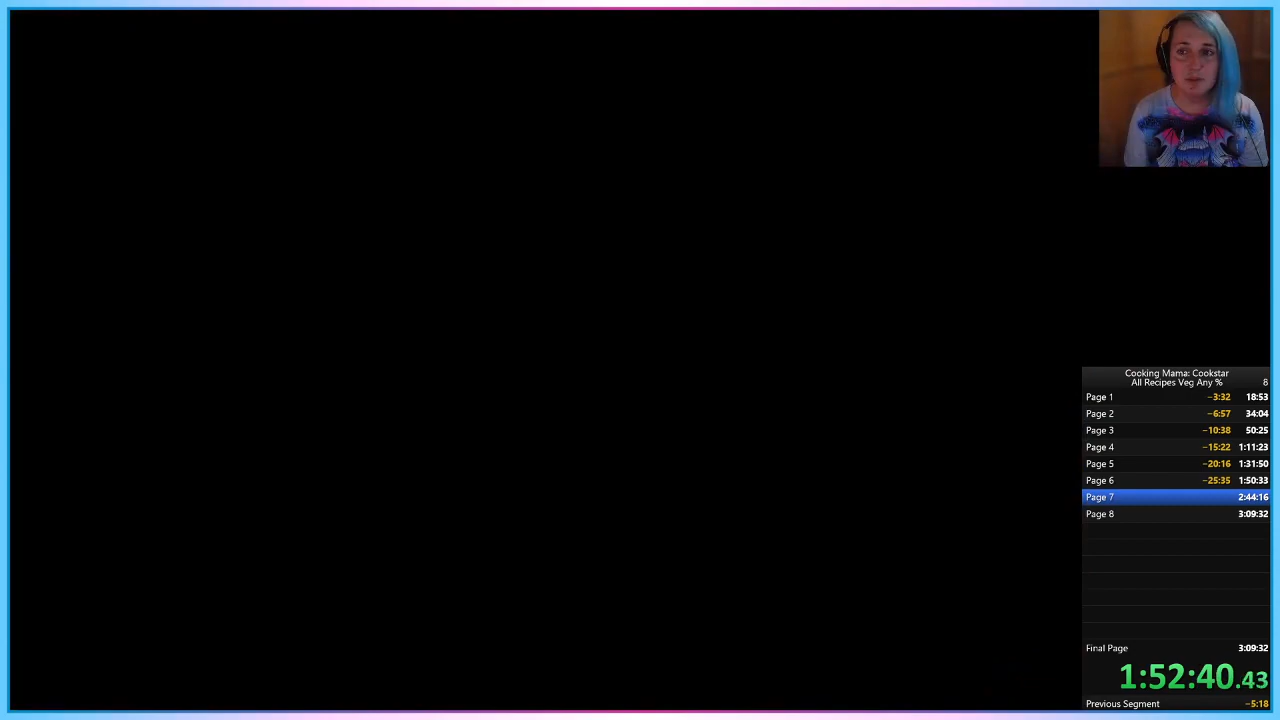 Cooking Mama: Cookstar
All Recipes Veg Any % 8
Page 1 −3:32 18:53
Page 2 −6:57 34:04
Page 3 −10:38 50:25
Page 4 −15:22 1:11:23
Page 5 −20:16 1:31:50
Page 6 −25:35 1:50:33
Page 7 2:44:16
Page 8 3:09:32
Final Page 3:09:32
1:52:40.43
Previous Segment −5:18